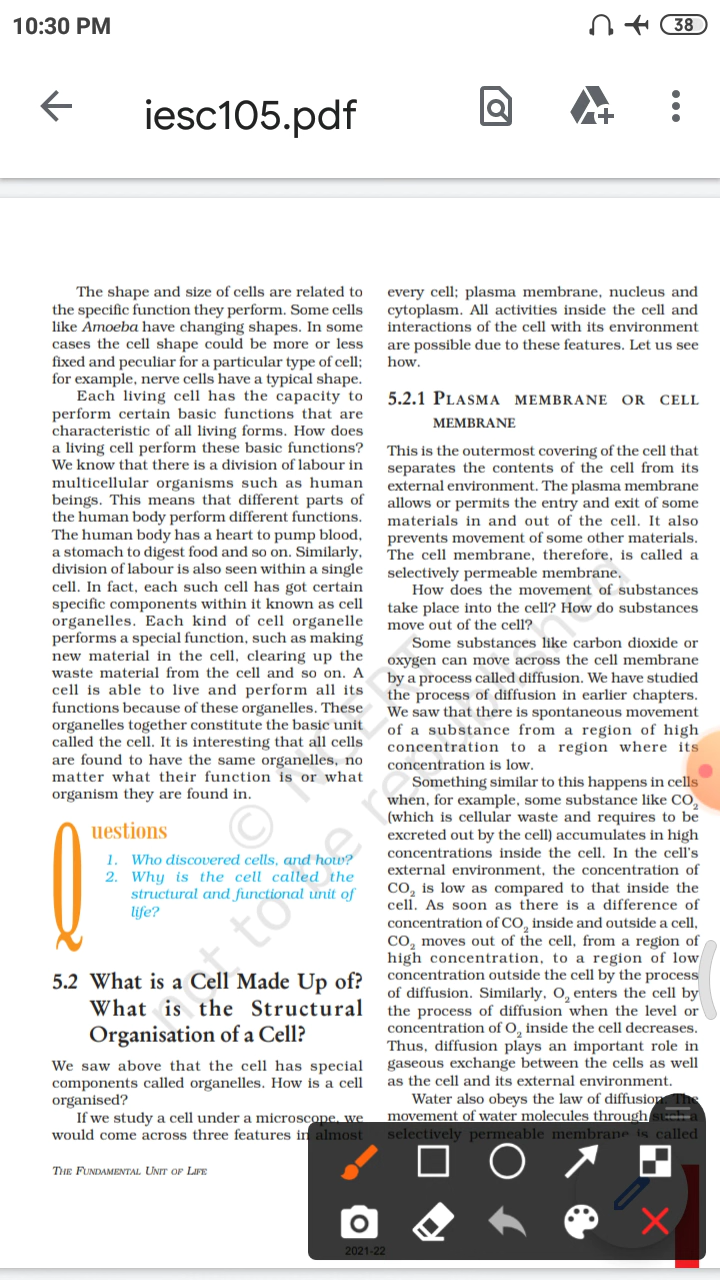 10:30 PM
38
iesc105.pdf
The shape and size of cells are related to
the specific function they perform. Some cells
like Amoeba have changing shapes. In some
cases the cell shape could be more or less
fixed and peculiar for a particular type of cell;
for example, nerve cells have a typical shape.
Each living cell has the capacity to
perform certain basic functions that are
characteristic of all living forms. How does
a living cell perform these basic functions?
We know that there is a division of labour in
multicellular organisms such as human
beings. This means that different parts of
the human body perform different functions.
The human body has a heart to pump blood,
a stomach to digest food and so on. Similarly,
division of labour is also seen within a single
cell. In fact, each such cell has got certain
specific components within it known as cell
organelles. Each kind of cell organelle
performs a special function, such as making
new material in the cell, clearing up the
waste material from the cell and so on. A
cell is able to live and perform all its
functions because of these organelles. These
organelles together constitute the basic unit
called the cell. It is interesting that all cells
are found to have the same organelles, no
matter what their function is or what
organism they are found in.
Questions
1. Who discovered cells, and how?
2. Why is the cell called the
structural and functional unit of
life?
5.2 What is a Cell Made Up of?
What is the Structural
Organisation of a Cell?
We saw above that the cell has special
components called organelles. How is a cell
organised?
If we study a cell under a microscope, we
would come across three features in almost
THE FUNDAMENTAL UNIT OF LIFE
every cell; plasma membrane, nucleus and
cytoplasm. All activities inside the cell and
interactions of the cell with its environment
are possible due to these features. Let us see
how.
5.2.1 PLASMA MEMBRANE OR CELL
MEMBRANE
This is the outermost covering of the cell that
separates the contents of the cell from its
external environment. The plasma membrane
allows or permits the entry and exit of some
materials in and out of the cell. It also
prevents movement of some other materials.
The cell membrane, therefore, is called a
selectively permeable membrane.
How does the movement of substances
take place into the cell? How do substances
move out of the cell?
Some substances like carbon dioxide or
oxygen can move across the cell membrane
by a process called diffusion. We have studied
the process of diffusion in earlier chapters.
We saw that there is spontaneous movement
of a substance from a region of high
concentration to a region where its
concentration is low.
Something similar to this happens in cells
when, for example, some substance like CO₂
(which is cellular waste and requires to be
excreted out by the cell) accumulates in high
concentrations inside the cell. In the cell's
external environment, the concentration of
CO₂ is low as compared to that inside the
cell. As soon as there is a difference of
concentration of CO₂ inside and outside a cell,
CO₂ moves out of the cell, from a region of
high concentration, to a region of low
concentration outside the cell by the process
of diffusion. Similarly, O₂ enters the cell by
the process of diffusion when the level or
concentration of O₂ inside the cell decreases.
Thus, diffusion plays an important role in
gaseous exchange between the cells as well
as the cell and its external environment.
Water also obeys the law of diffusion. The
movement of water molecules through such a
selectively permeable membrane is called
2021-22
© NCERT
not to be republished